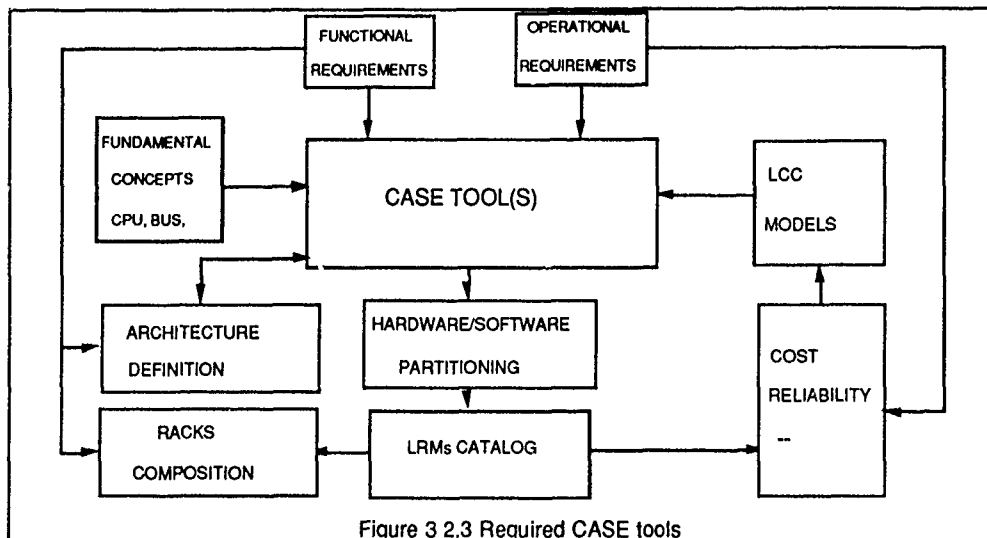 FUNCTIONAL
REQUIREMENTS
OPERATIONAL
REQUIREMENTS
FUNDAMENTAL
CONCEPTS
CPU, BUS,
CASE TOOL(S)
LCC
MODELS
ARCHITECTURE
DEFINITION
HARDWARE/SOFTWARE
PARTITIONING
COST
RELIABILITY
--
RACKS
COMPOSITION
LRMs CATALOG
Figure 3 2.3 Required CASE tools